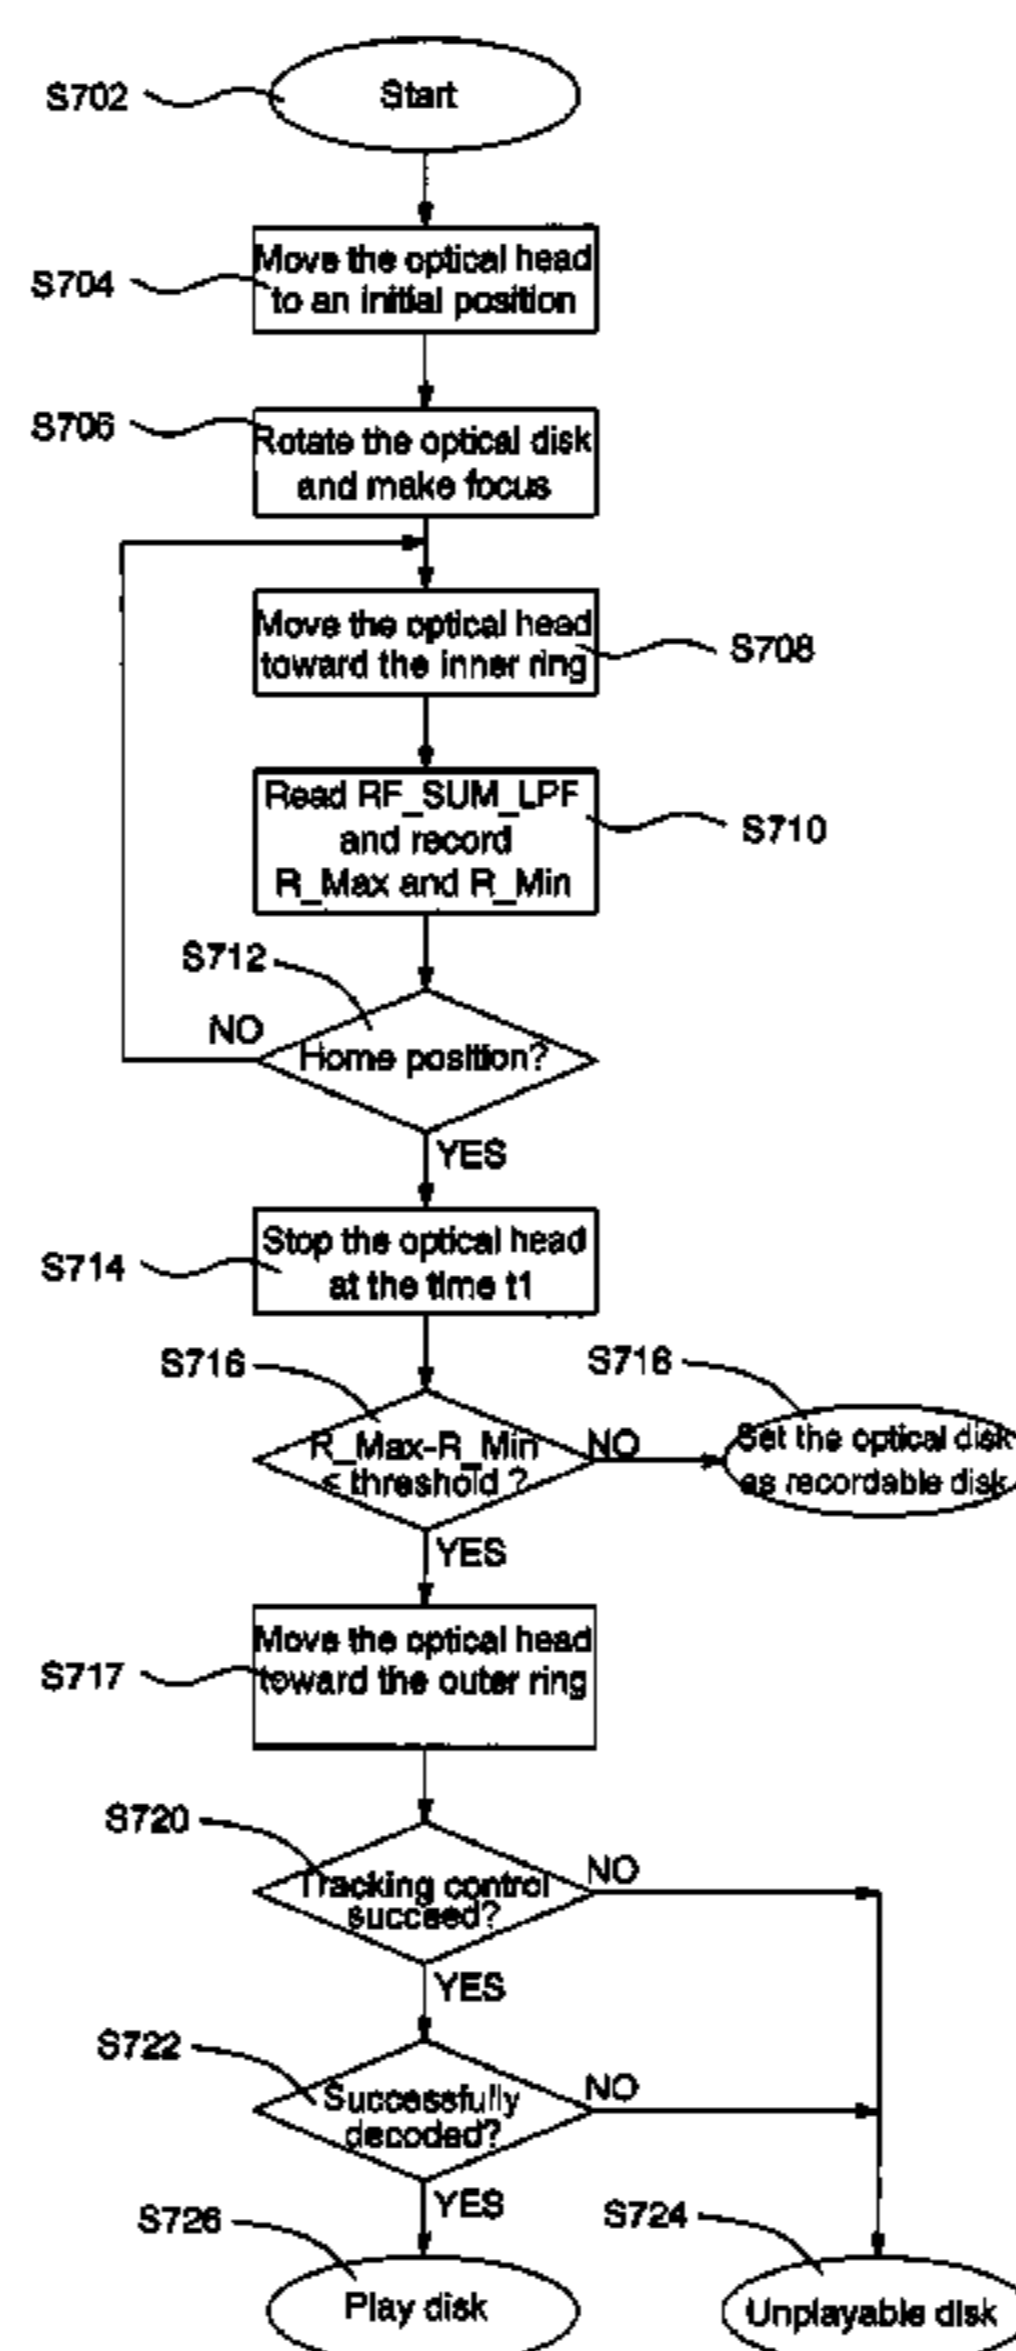 S702
Start
S704
Move the optical head
to an initial position
S706
Rotate the optical disk
and make focus
Move the optical head
toward the inner ring
S708
Read RF_SUM_LPF
and record
R_Max and R_Min
S710
S712
NO
Home position?
YES
Stop the optical head
at the time t1
S714
S716
S718
R_Max-R_Min
< threshold ?
NO
Set the optical disk
as recordable disk
YES
Move the optical head
toward the outer ring
S717
S720
NO
Tracking control
succeed?
YES
S722
NO
Successfully
decoded?
YES
S726
S724
Play disk
Unplayable disk